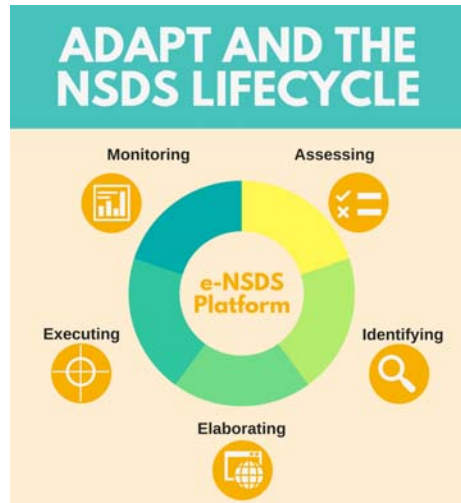 ADAPT AND THE
NSDS LIFECYCLE
Monitoring
Assessing
e-NSDS
Platform
Executing
Identifying
Elaborating